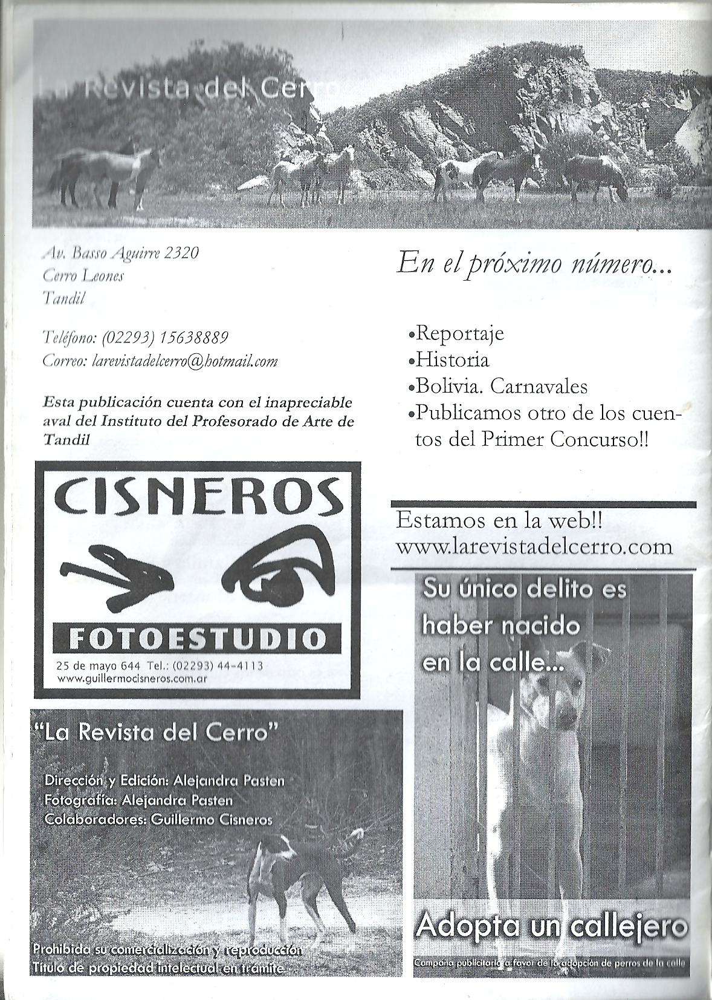 La Revista del Cerro
Av. Basso Aguirre 2320
Cerro Leones
Tandil
Teléfono: (02293) 15638889
Correo: larevistadelcerro@hotmail.com
Esta publicación cuenta con el inapreciable
aval del Instituto del Profesorado de Arte de
Tandil
CISNEROS
FOTOESTUDIO
25 de mayo 644 Tel.: (02293) 44-4113
www.guillermocisneros.com.ar
“La Revista del Cerro”
Dirección y Edición: Alejandra Pasten
Fotografía: Alejandra Pasten
Colaboradores: Guillermo Cisneros
Prohibida su comercialización y reproducción
Titulo de propiedad intelectual en trámite
En el próximo número...
•Reportaje
•Historia
•Bolivia. Carnavales
•Publicamos otro de los cuen-
tos del Primer Concurso!!
Estamos en la web!!
www.larevistadelcerro.com
Su único delito es
haber nacido
en la calle...
Adopta un callejero
Campaña publicitaria a favor de la adopción de perros de la calle